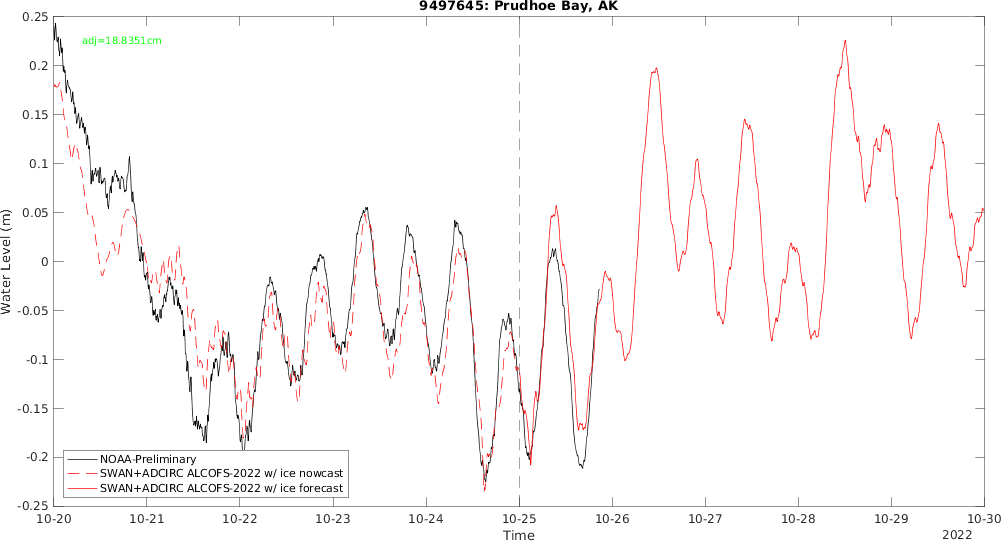 9497645: Prudhoe Bay, AK
adj=18.8351cm
0.25
0.2
0.15
0.1
0.05
0
-0.05
-0.1
-0.15
-0.2
-0.25
Water Level (m)
NOAA-Preliminary
SWAN+ADCIRC ALCOFS-2022 w/ ice nowcast
SWAN+ADCIRC ALCOFS-2022 w/ ice forecast
10-20 10-21 10-22 10-23 10-24 10-25 10-26 10-27 10-28 10-29 10-30
Time
2022